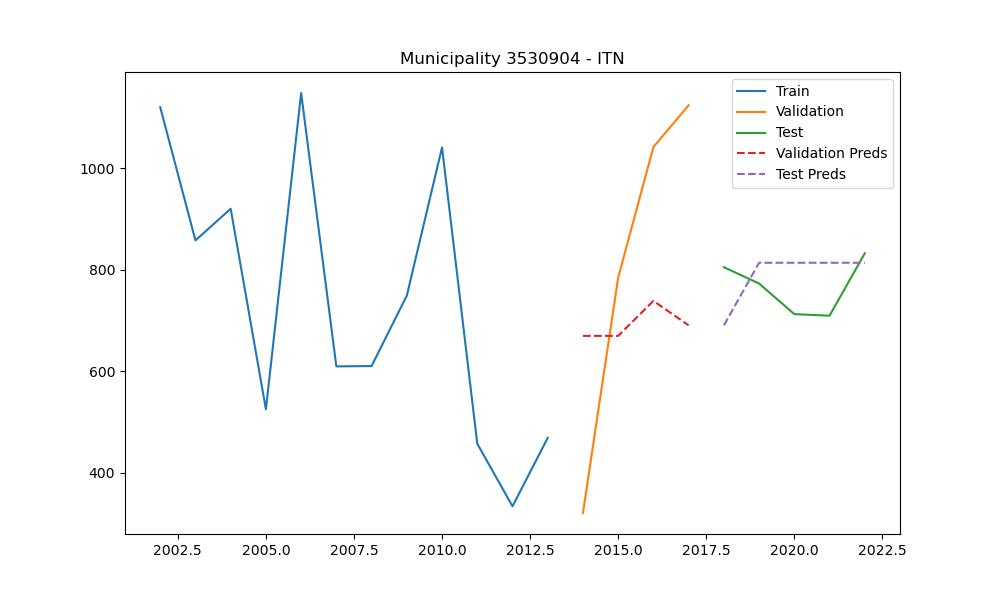 Municipality 3530904 - ITN
Train
Validation
Test
Validation Preds
Test Preds
1000
800
600
400
2002.5 2005.0 2007.5 2010.0 2012.5 2015.0 2017.5 2020.0 2022.5